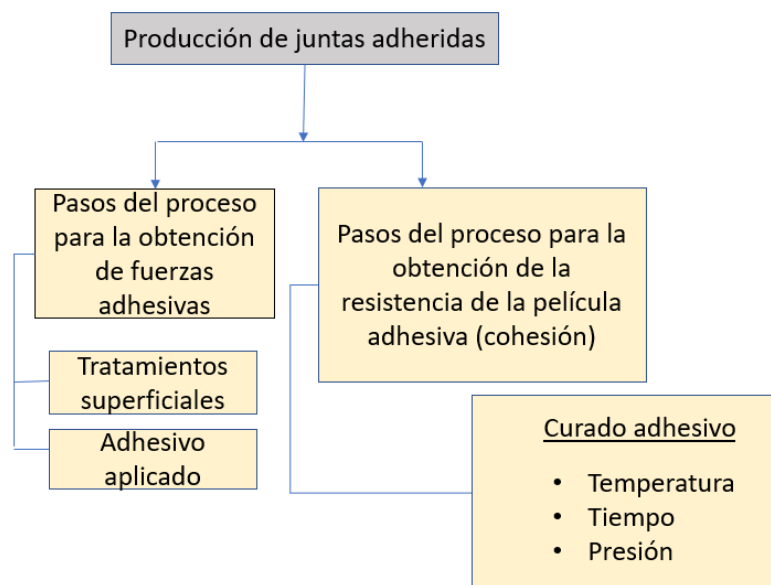 Producción de juntas adheridas
Pasos del proceso
para la obtención
de fuerzas
adhesivas
Pasos del proceso para la
obtención de la
resistencia de la película
adhesiva (cohesión)
Tratamientos
superficiales
Adhesivo
aplicado
Curado adhesivo
• Temperatura
• Tiempo
• Presión